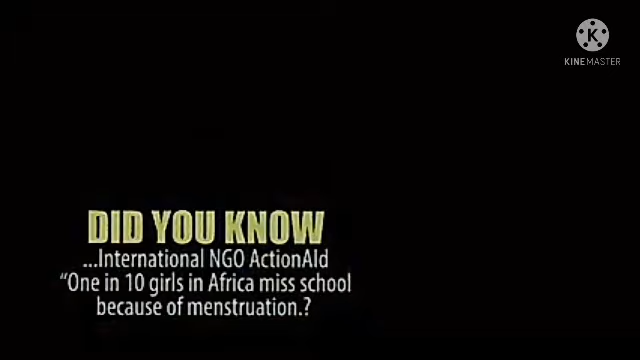 K
KINEMASTER
DID YOU KNOW
...International NGO ActionAId
“One in 10 girls in Africa miss school
because of menstruation.?